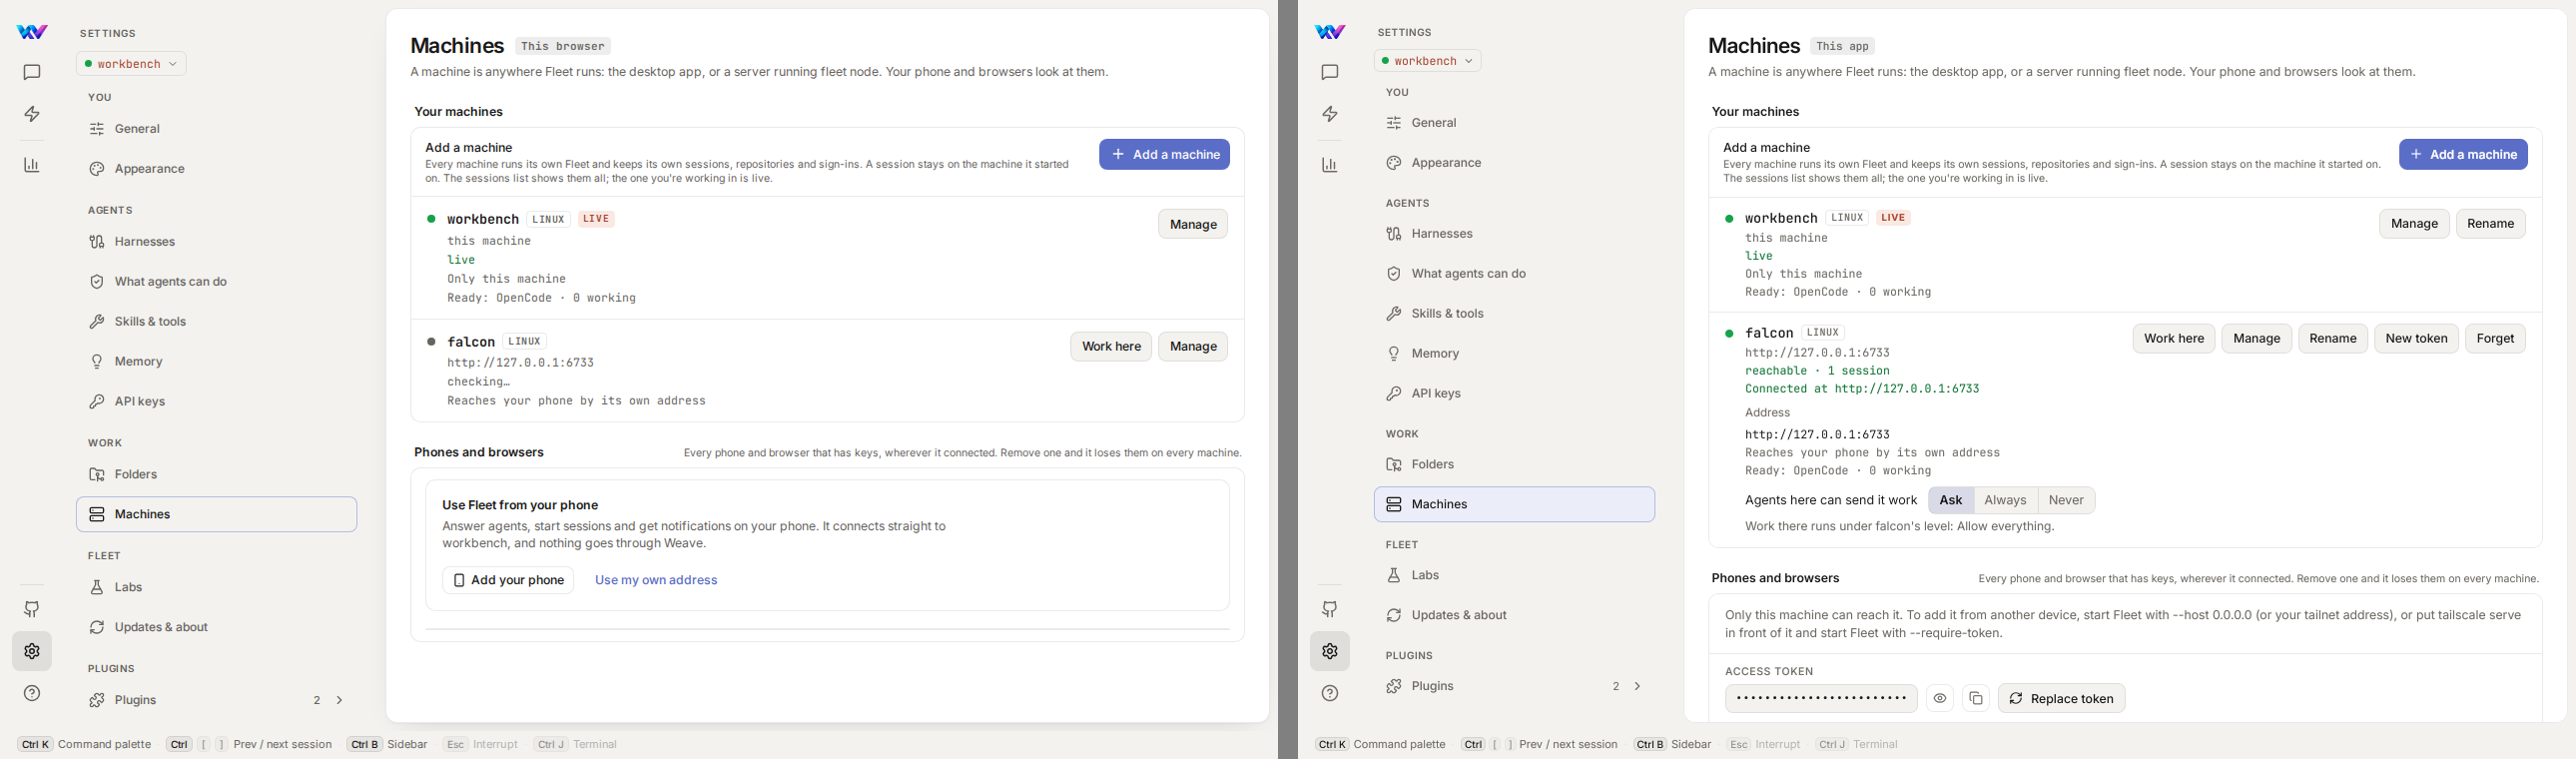 SETTINGS
workbench
YOU
General
Appearance
AGENTS
Harnesses
What agents can do
Skills & tools
Memory
API keys
WORK
Folders
Machines
FLEET
Labs
Updates & about
PLUGINS
Plugins 2
Machines This browser
A machine is anywhere Fleet runs: the desktop app, or a server running fleet node. Your phone and browsers look at them.
Your machines
Add a machine
Every machine runs its own Fleet and keeps its own sessions, repositories and sign-ins. A session stays on the machine it started
on. The sessions list shows them all; the one you're working in is live.
+ Add a machine
workbench LINUX LIVE
this machine
live
Only this machine
Ready: OpenCode · 0 working
Manage
falcon LINUX
http://127.0.0.1:6733
checking…
Reaches your phone by its own address
Work here Manage
Phones and browsers Every phone and browser that has keys, wherever it connected. Remove one and it loses them on every machine.
Use Fleet from your phone
Answer agents, start sessions and get notifications on your phone. It connects straight to
workbench, and nothing goes through Weave.
Add your phone Use my own address
Ctrl K Command palette Ctrl [ ] Prev / next session Ctrl B Sidebar Esc Interrupt Ctrl J Terminal
SETTINGS
workbench
YOU
General
Appearance
AGENTS
Harnesses
What agents can do
Skills & tools
Memory
API keys
WORK
Folders
Machines
FLEET
Labs
Updates & about
PLUGINS
Plugins 2
Machines This app
A machine is anywhere Fleet runs: the desktop app, or a server running fleet node. Your phone and browsers look at them.
Your machines
Add a machine
Every machine runs its own Fleet and keeps its own sessions, repositories and sign-ins. A session stays on the machine it started on.
The sessions list shows them all; the one you're working in is live.
+ Add a machine
workbench LINUX LIVE
this machine
live
Only this machine
Ready: OpenCode · 0 working
Manage Rename
falcon LINUX
http://127.0.0.1:6733
reachable · 1 session
Connected at http://127.0.0.1:6733
Address
http://127.0.0.1:6733
Reaches your phone by its own address
Ready: OpenCode · 0 working
Agents here can send it work Ask Always Never
Work there runs under falcon's level: Allow everything.
Work here Manage Rename New token Forget
Phones and browsers Every phone and browser that has keys, wherever it connected. Remove one and it loses them on every machine.
Only this machine can reach it. To add it from another device, start Fleet with --host 0.0.0.0 (or your tailnet address), or put tailscale serve
in front of it and start Fleet with --require-token.
ACCESS TOKEN
Replace token
Ctrl K Command palette Ctrl [ ] Prev / next session Ctrl B Sidebar Esc Interrupt Ctrl J Terminal